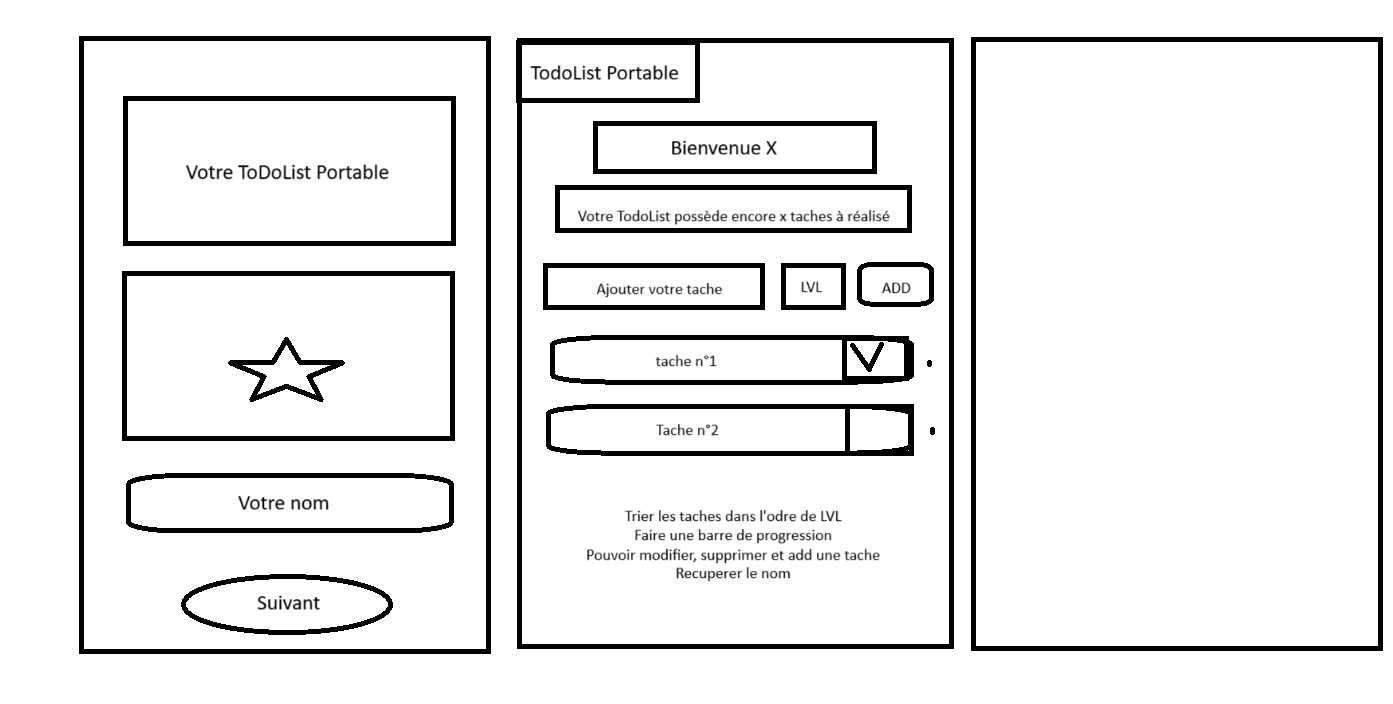 Votre ToDoList Portable
Votre nom
Suivant
TodoList Portable
Bienvenue X
Votre TodoList possède encore x taches à réalisé
Ajouter votre tache
LVL
ADD
tache n°1
Tache n°2
Trier les taches dans l'odre de LVL
Faire une barre de progression
Pouvoir modifier, supprimer et add une tache
Recuperer le nom